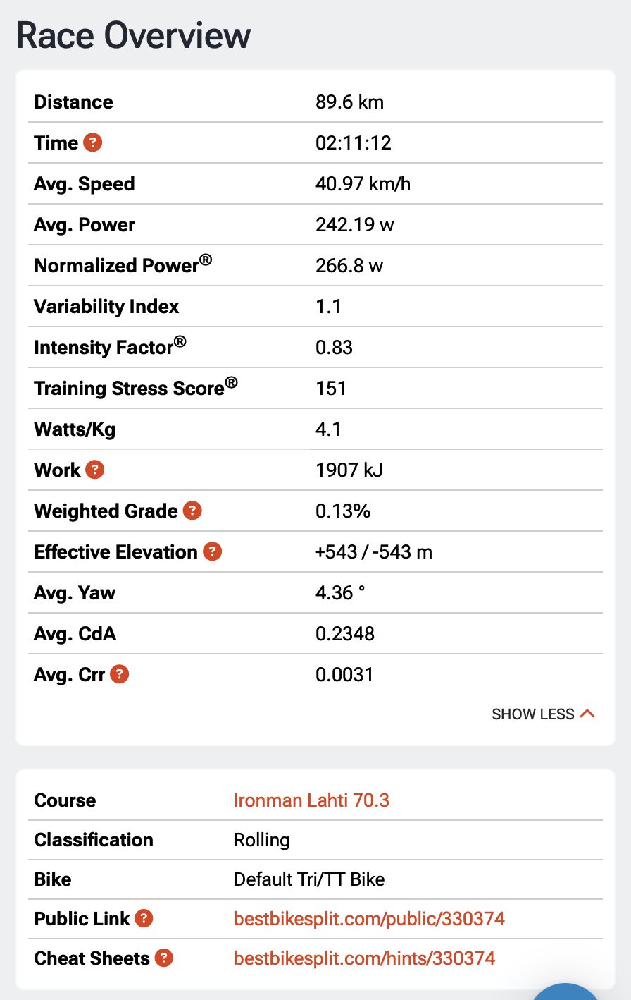 Race Overview
Distance 89.6 km
Time ? 02:11:12
Avg. Speed 40.97 km/h
Avg. Power 242.19 w
Normalized Power® 266.8 w
Variability Index 1.1
Intensity Factor® 0.83
Training Stress Score® 151
Watts/Kg 4.1
Work ? 1907 kJ
Weighted Grade ? 0.13%
Effective Elevation ? +543 / -543 m
Avg. Yaw 4.36 °
Avg. CdA 0.2348
Avg. Crr ? 0.0031
SHOW LESS
Course Ironman Lahti 70.3
Classification Rolling
Bike Default Tri/TT Bike
Public Link ? bestbikesplit.com/public/330374
Cheat Sheets ? bestbikesplit.com/hints/330374